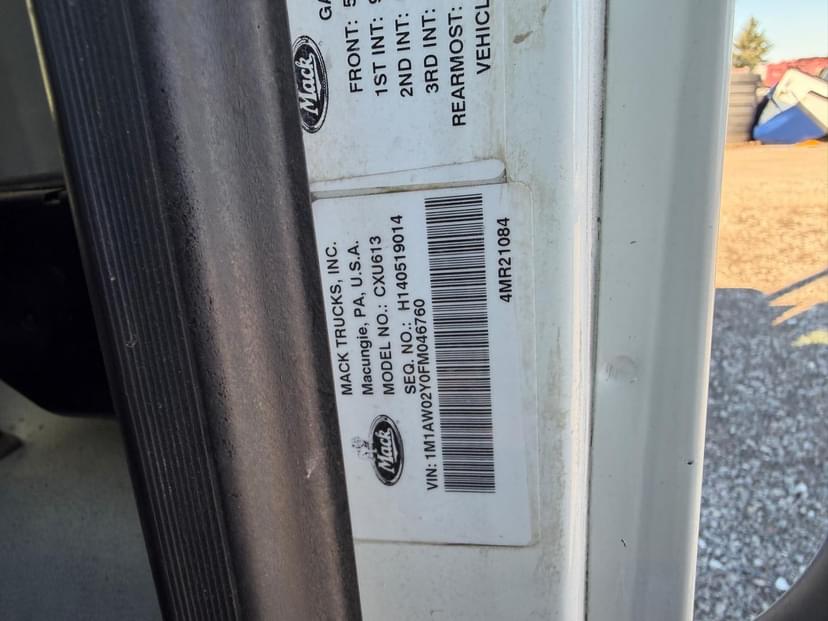 Mack
FRONT:
1ST INT:
2ND INT:
3RD INT:
REARMOST:
MACK TRUCKS, INC.
Macungie, PA, U.S.A.
MODEL NO.: CXU613
SEQ. NO.: H140519014
VIN: 1M1AW02Y0FM046760
4MR21084
Mack